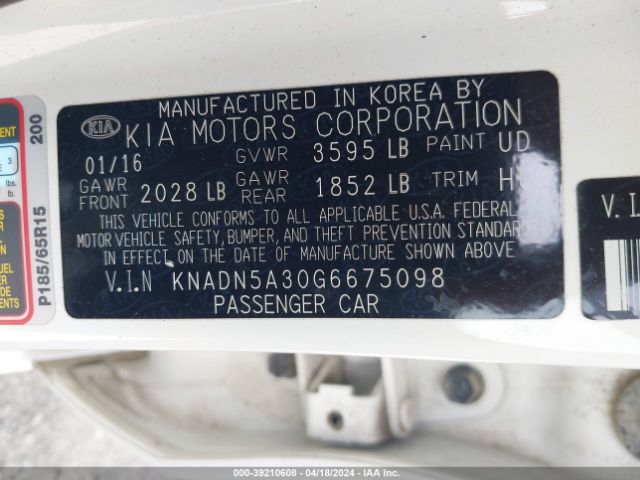 MANUFACTURED IN KOREA BY
KIA KIA MOTORS CORPORATION
01/16 GVWR 3595 LB PAINT UD
GAWR FRONT 2028 LB GAWR REAR 1852 LB TRIM
THIS VEHICLE CONFORMS TO ALL APPLICABLE U.S.A. FEDERAL
MOTOR VEHICLE SAFETY, BUMPER, AND THEFT PREVENTION STANDARD
IN EFFECT ON THE DATE OF MANUFACTURE SHOWN ABOVE
V.I.N KNADN5A30G6675098
PASSENGER CAR
P185/65R15 200
3
lbs.
lbs.
V.I.
000-39210608 - 04/18/2024 - IAA Inc.